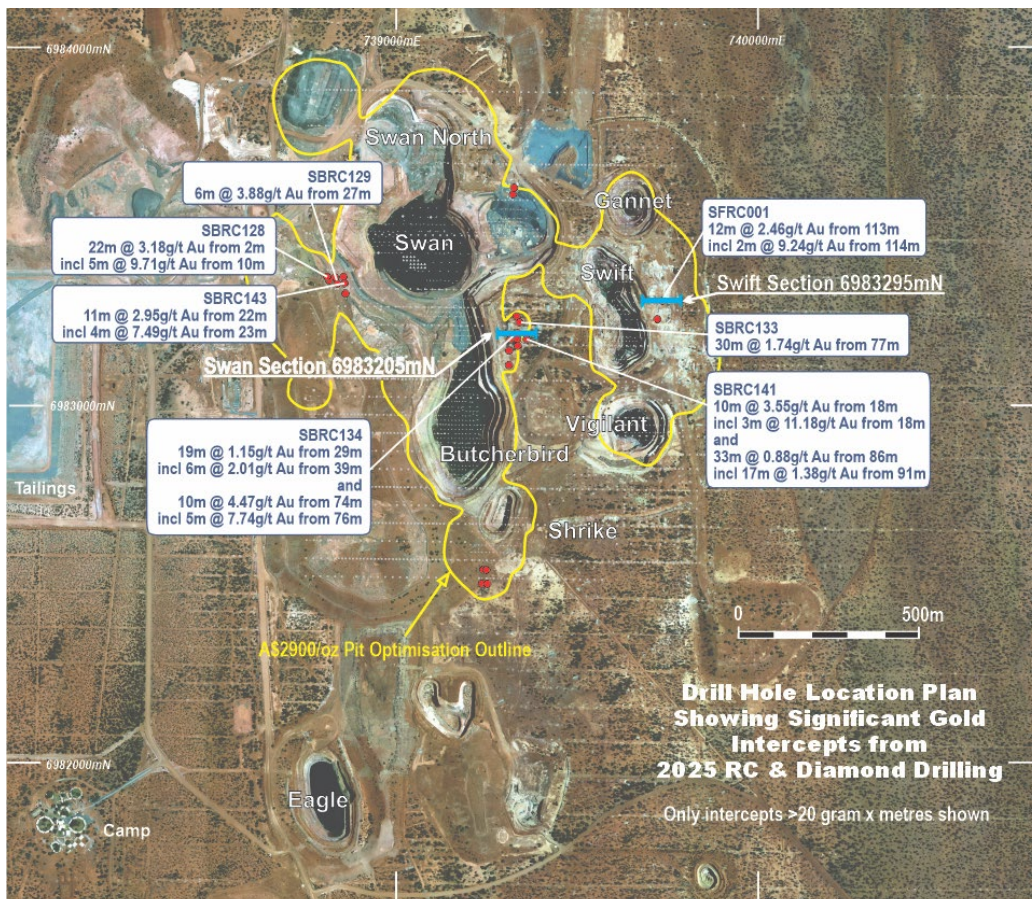 6984000mN
739000mE
740000mE
Swan North
SBRC129
6m @ 3.88g/t Au from 27m
Gannet
SBRC128
22m @ 3.18g/t Au from 2m
incl 5m @ 9.71g/t Au from 10m
Swan
SFRC001
12m @ 2.46g/t Au from 113m
incl 2m @ 9.24g/t Au from 114m
Swift
Swift Section 6983295mN
SBRC143
11m @ 2.95g/t Au from 22m
incl 4m @ 7.49g/t Au from 23m
SBRC133
30m @ 1.74g/t Au from 77m
Swan Section 6983205mN
SBRC141
10m @ 3.55g/t Au from 18m
incl 3m @ 11.18g/t Au from 18m
and
33m @ 0.88g/t Au from 86m
incl 17m @ 1.38g/t Au from 91m
6983000mN
Vigilant
SBRC134
19m @ 1.15g/t Au from 29m
incl 6m @ 2.01g/t Au from 39m
and
10m @ 4.47g/t Au from 74m
incl 5m @ 7.74g/t Au from 76m
Butcherbird
Tailings
Shrike
0
500m
A$2900/oz Pit Optimisation Outline
Drill Hole Location Plan
Showing Significant Gold
Intercepts from
2025 RC & Diamond Drilling
6982000mN
Eagle
Only intercepts >20 gram x metres shown
Camp